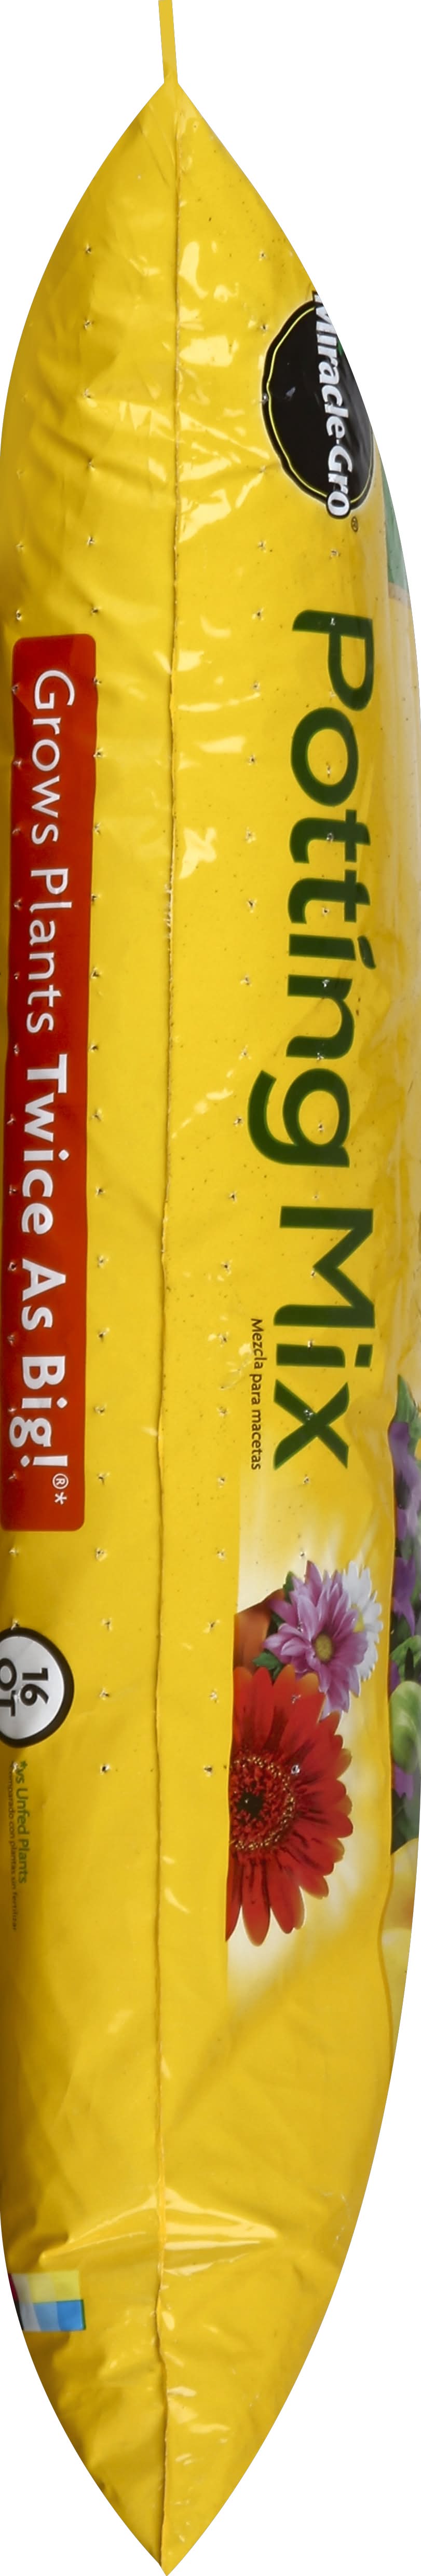 Miracle-Gro®
Potting Mix
Mezcla para macetas
Grows Plants Twice As Big!®*
16
QT
*vs Unfed Plants